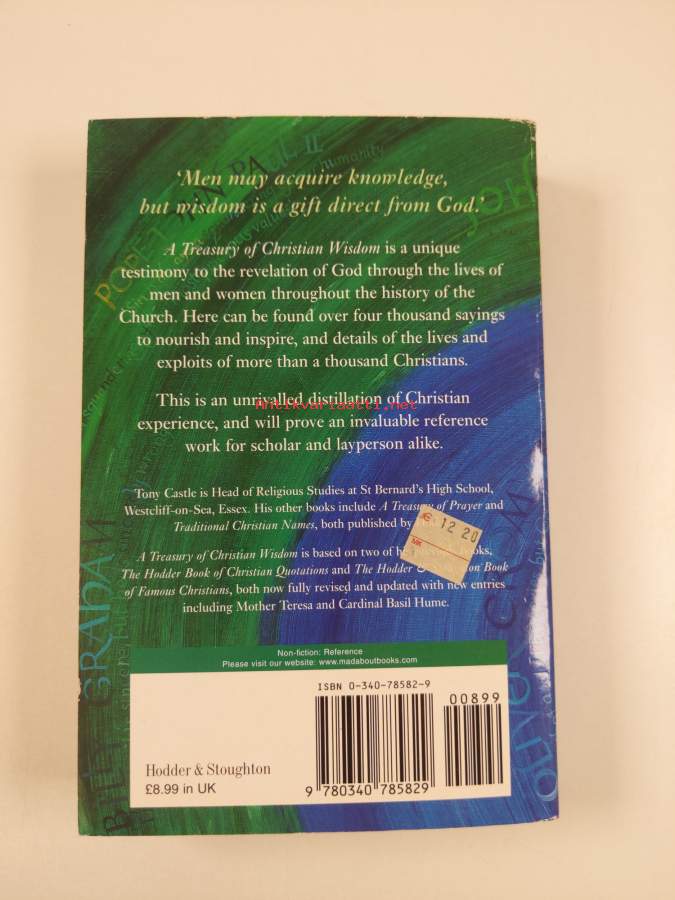 'Men may acquire knowledge,
but wisdom is a gift direct from God.'
A Treasury of Christian Wisdom is a unique
testimony to the revelation of God through the lives of
men and women throughout the history of the
Church. Here can be found over four thousand sayings
to nourish and inspire, and details of the lives and
exploits of more than a thousand Christians.
This is an unrivalled distillation of Christian
Antikvariaatti.net
experience, and will prove an invaluable reference
work for scholar and layperson alike.
Tony Castle is Head of Religious Studies at St Bernard's High School,
Westcliff-on-Sea, Essex. His other books include A Treasury of Prayer and
Traditional Christian Names, both published by
€ 12 20
A Treasury of Christian Wisdom is based on two of books,
The Hodder Book of Christian Quotations and The Hodder & Book
of Famous Christians, both now fully revised and updated with new entries
including Mother Teresa and Cardinal Basil Hume.
POPE JOHN PAUL II
humanity
BILLY GRAHAM
Non-fiction: Reference
Please visit our website: www.madaboutbooks.com
ISBN 0-340-78582-9
00899
Hodder & Stoughton
£8.99 in UK
9 780340 785829